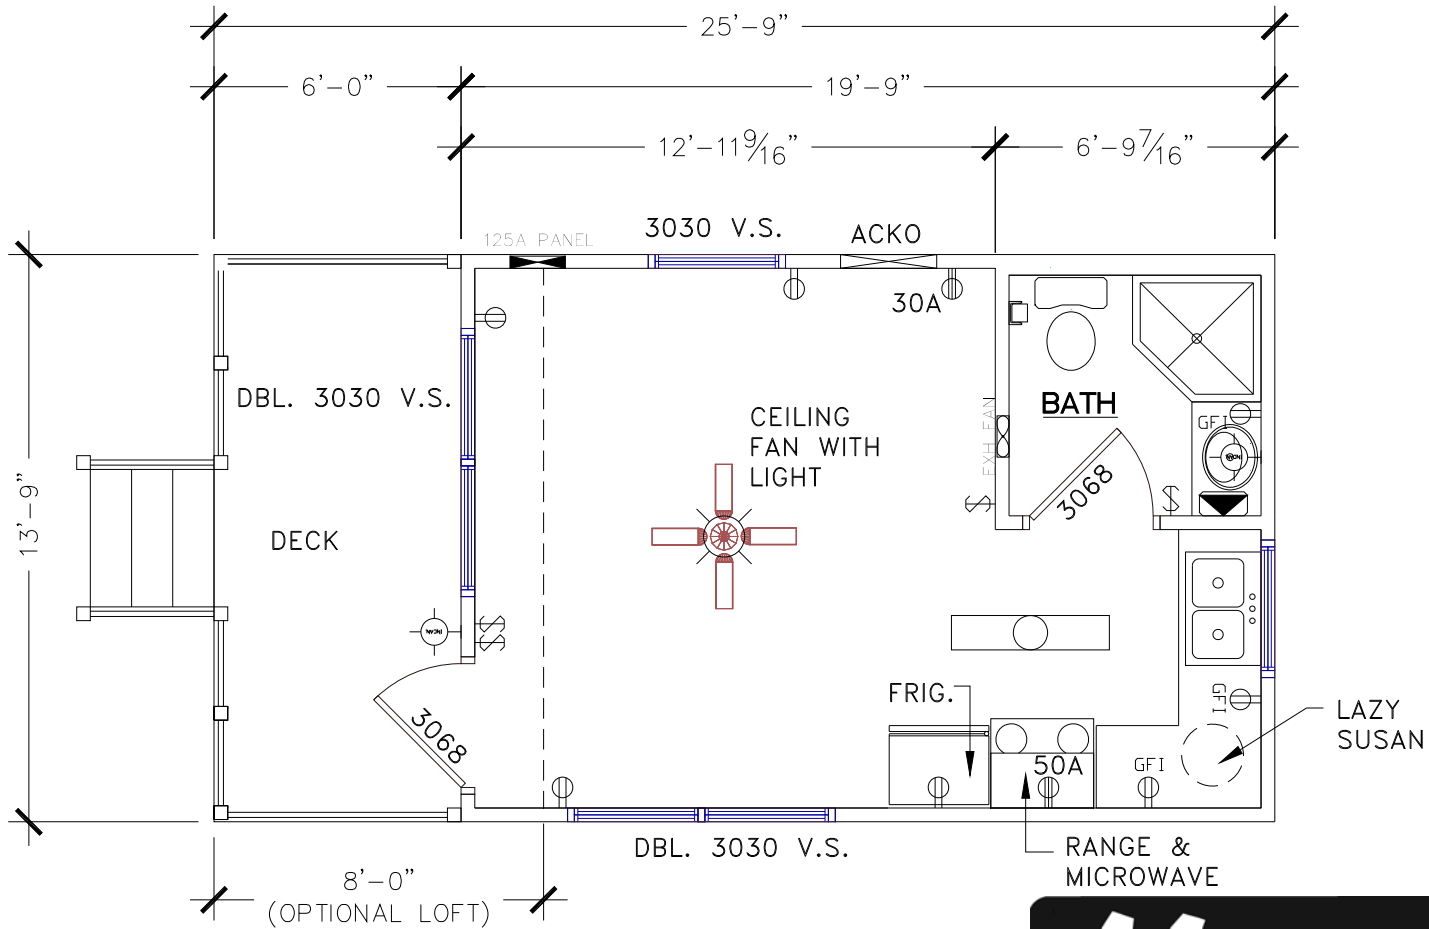 25'-9"
6'-0"
19'-9"
12'-11 9/16"
6'-9 7/16"
125A PANEL
3030 V.S.
ACKO
30A
DBL. 3030 V.S.
CEILING
FAN WITH
LIGHT
EXH FAN
BATH
GFI
3068
13'-9"
DECK
INCAN
3068
FRIG.
GFI
50A
GFI
LAZY
SUSAN
DBL. 3030 V.S.
RANGE &
MICROWAVE
8'-0"
(OPTIONAL LOFT)